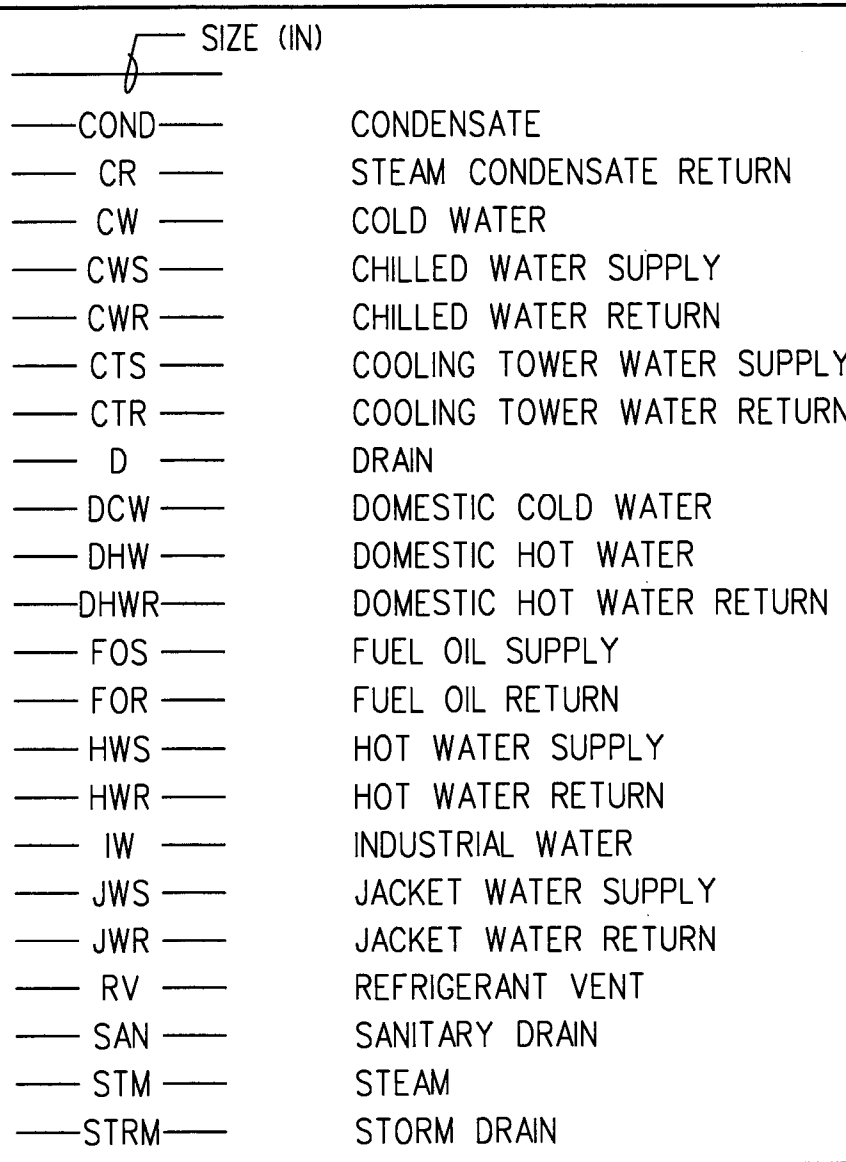 SIZE (IN)
COND CONDENSATE
CR STEAM CONDENSATE RETURN
CW COLD WATER
CWS CHILLED WATER SUPPLY
CWR CHILLED WATER RETURN
CTS COOLING TOWER WATER SUPPLY
CTR COOLING TOWER WATER RETURN
D DRAIN
DCW DOMESTIC COLD WATER
DHW DOMESTIC HOT WATER
DHWR DOMESTIC HOT WATER RETURN
FOS FUEL OIL SUPPLY
FOR FUEL OIL RETURN
HWS HOT WATER SUPPLY
HWR HOT WATER RETURN
IW INDUSTRIAL WATER
JWS JACKET WATER SUPPLY
JWR JACKET WATER RETURN
RV REFRIGERANT VENT
SAN SANITARY DRAIN
STM STEAM
STRM STORM DRAIN